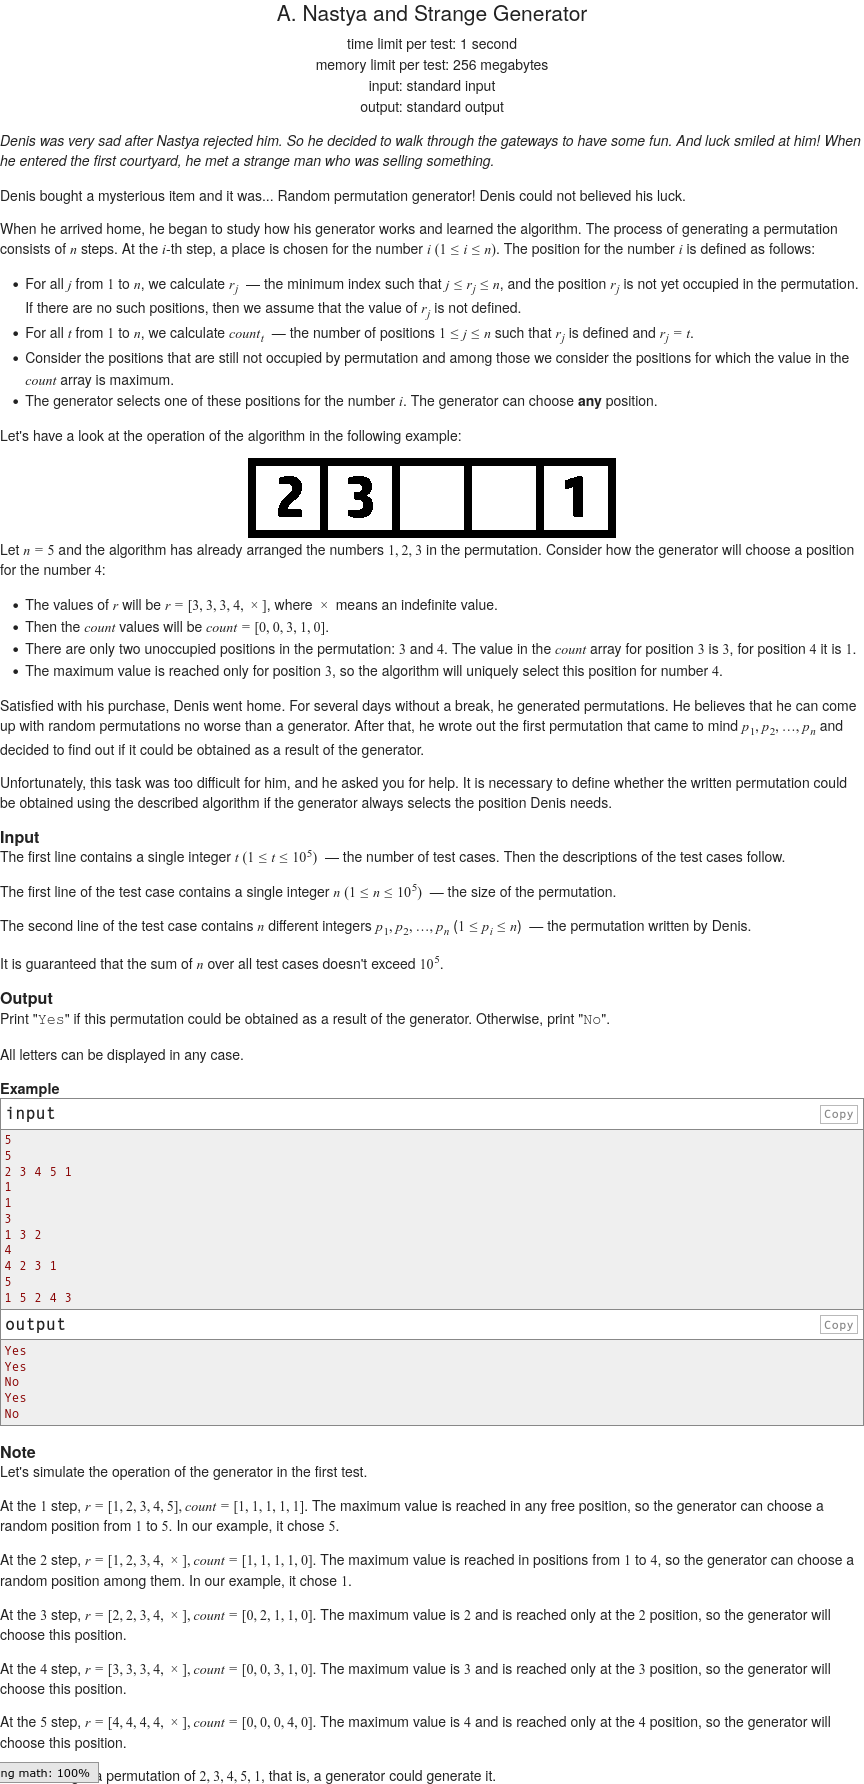 A. Nastya and Strange Generator
time limit per test: 1 second
memory limit per test: 256 megabytes
input: standard input
output: standard output
Denis was very sad after Nastya rejected him. So he decided to walk through the gateways to have some fun. And luck smiled at him! When
he entered the first courtyard, he met a strange man who was selling something.
Denis bought a mysterious item and it was... Random permutation generator! Denis could not believed his luck.
When he arrived home, he began to study how his generator works and learned the algorithm. The process of generating a permutation
consists of n steps. At the i-th step, a place is chosen for the number i (1 ≤ i ≤ n). The position for the number i is defined as follows:
• For all j from 1 to n, we calculate r_j — the minimum index such that j ≤ r_j ≤ n, and the position r_j is not yet occupied in the permutation.
If there are no such positions, then we assume that the value of r_j is not defined.
• For all t from 1 to n, we calculate count_t — the number of positions 1 ≤ j ≤ n such that r_j is defined and r_j = t.
• Consider the positions that are still not occupied by permutation and among those we consider the positions for which the value in the
count array is maximum.
• The generator selects one of these positions for the number i. The generator can choose any position.
Let's have a look at the operation of the algorithm in the following example:
2 3 1
Let n = 5 and the algorithm has already arranged the numbers 1, 2, 3 in the permutation. Consider how the generator will choose a position
for the number 4:
• The values of r will be r = [3, 3, 3, 4, ×], where × means an indefinite value.
• Then the count values will be count = [0, 0, 3, 1, 0].
• There are only two unoccupied positions in the permutation: 3 and 4. The value in the count array for position 3 is 3, for position 4 it is 1.
• The maximum value is reached only for position 3, so the algorithm will uniquely select this position for number 4.
Satisfied with his purchase, Denis went home. For several days without a break, he generated permutations. He believes that he can come
up with random permutations no worse than a generator. After that, he wrote out the first permutation that came to mind p_1, p_2, …, p_n and
decided to find out if it could be obtained as a result of the generator.
Unfortunately, this task was too difficult for him, and he asked you for help. It is necessary to define whether the written permutation could
be obtained using the described algorithm if the generator always selects the position Denis needs.
Input
The first line contains a single integer t (1 ≤ t ≤ 10^5) — the number of test cases. Then the descriptions of the test cases follow.
The first line of the test case contains a single integer n (1 ≤ n ≤ 10^5) — the size of the permutation.
The second line of the test case contains n different integers p_1, p_2, …, p_n (1 ≤ p_i ≤ n) — the permutation written by Denis.
It is guaranteed that the sum of n over all test cases doesn't exceed 10^5.
Output
Print "Yes" if this permutation could be obtained as a result of the generator. Otherwise, print "No".
All letters can be displayed in any case.
Example
input Copy
5
5
2 3 4 5 1
1
1
3
1 3 2
4
4 2 3 1
5
1 5 2 4 3
output Copy
Yes
Yes
No
Yes
No
Note
Let's simulate the operation of the generator in the first test.
At the 1 step, r = [1, 2, 3, 4, 5], count = [1, 1, 1, 1, 1]. The maximum value is reached in any free position, so the generator can choose a
random position from 1 to 5. In our example, it chose 5.
At the 2 step, r = [1, 2, 3, 4, ×], count = [1, 1, 1, 1, 0]. The maximum value is reached in positions from 1 to 4, so the generator can choose a
random position among them. In our example, it chose 1.
At the 3 step, r = [2, 2, 3, 4, ×], count = [0, 2, 1, 1, 0]. The maximum value is 2 and is reached only at the 2 position, so the generator will
choose this position.
At the 4 step, r = [3, 3, 3, 4, ×], count = [0, 0, 3, 1, 0]. The maximum value is 3 and is reached only at the 3 position, so the generator will
choose this position.
At the 5 step, r = [4, 4, 4, 4, ×], count = [0, 0, 0, 4, 0]. The maximum value is 4 and is reached only at the 4 position, so the generator will
choose this position.
ng math: 100% a permutation of 2, 3, 4, 5, 1, that is, a generator could generate it.